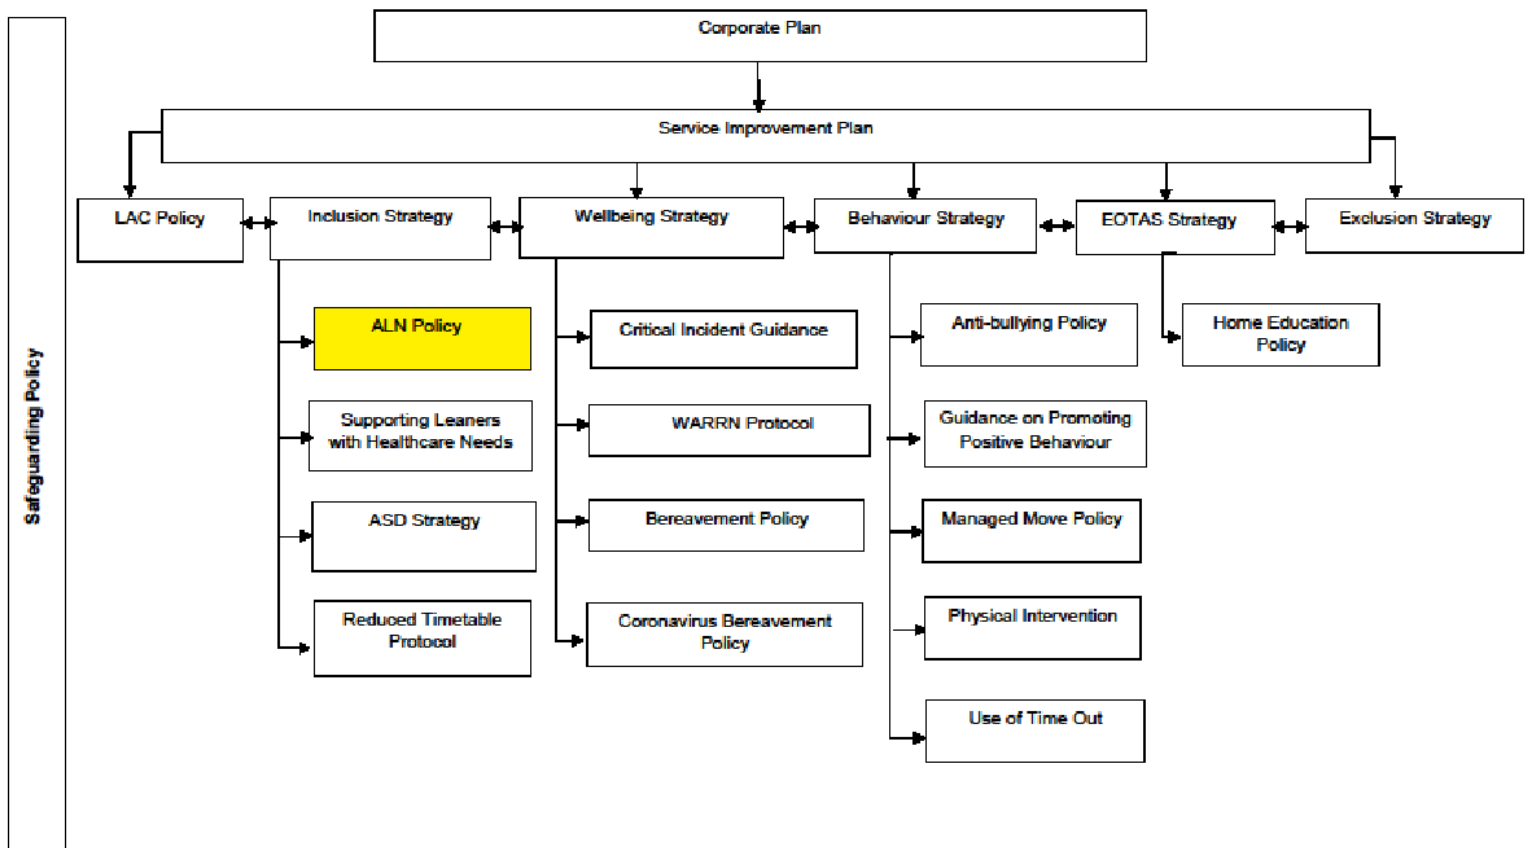 Corporate Plan
Service Improvement Plan
LAC Policy
Inclusion Strategy
Wellbeing Strategy
Behaviour Strategy
EOTAS Strategy
Exclusion Strategy
ALN Policy
Supporting Leaners
with Healthcare Needs
ASD Strategy
Reduced Timetable
Protocol
Critical Incident Guidance
WARRN Protocol
Bereavement Policy
Coronavirus Bereavement
Policy
Anti-bullying Policy
Guidance on Promoting
Positive Behaviour
Managed Move Policy
Physical Intervention
Use of Time Out
Home Education
Policy
Safeguarding Policy